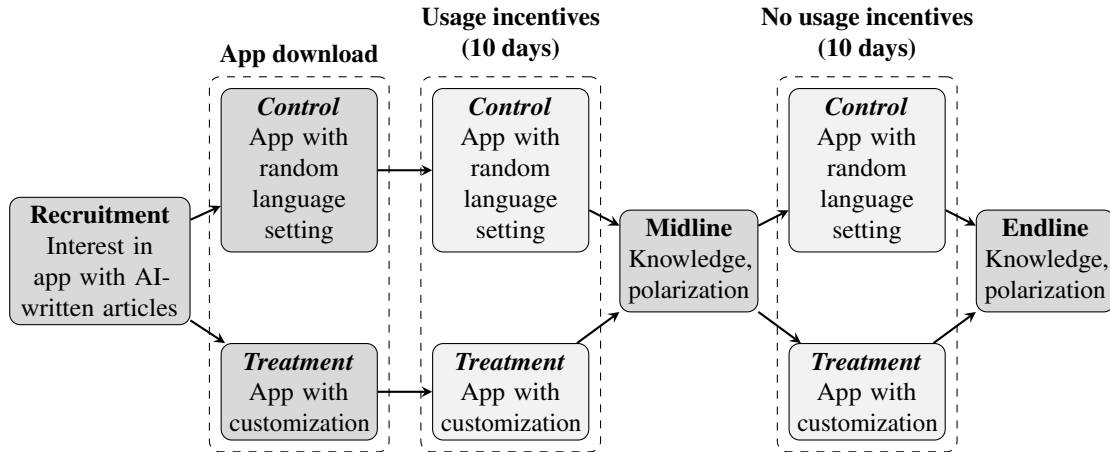 Usage incentives
(10 days)
No usage incentives
(10 days)
App download
Recruitment
Interest in
app with AI-
written articles
Control
App with
random
language
setting
Treatment
App with
customization
Control
App with
random
language
setting
Treatment
App with
customization
Midline
Knowledge,
polarization
Control
App with
random
language
setting
Treatment
App with
customization
Endline
Knowledge,
polarization